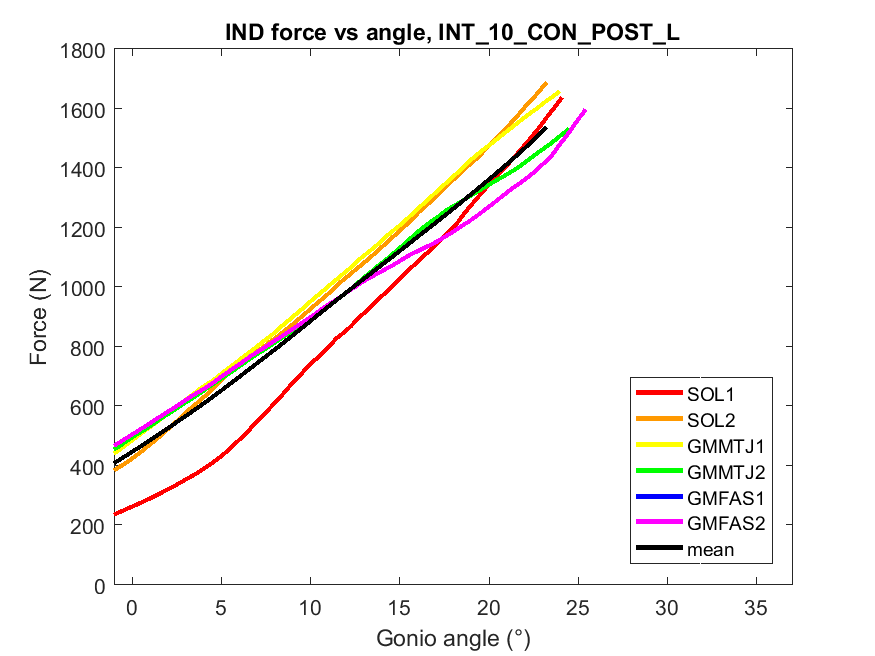 IND force vs angle, INT_10_CON_POST_L
1800
1600
1400
1200
1000
800
600
400
200
0
Force (N)
0 5 10 15 20 25 30 35
Gonio angle (°)
SOL1
SOL2
GMMTJ1
GMMTJ2
GMFAS1
GMFAS2
mean